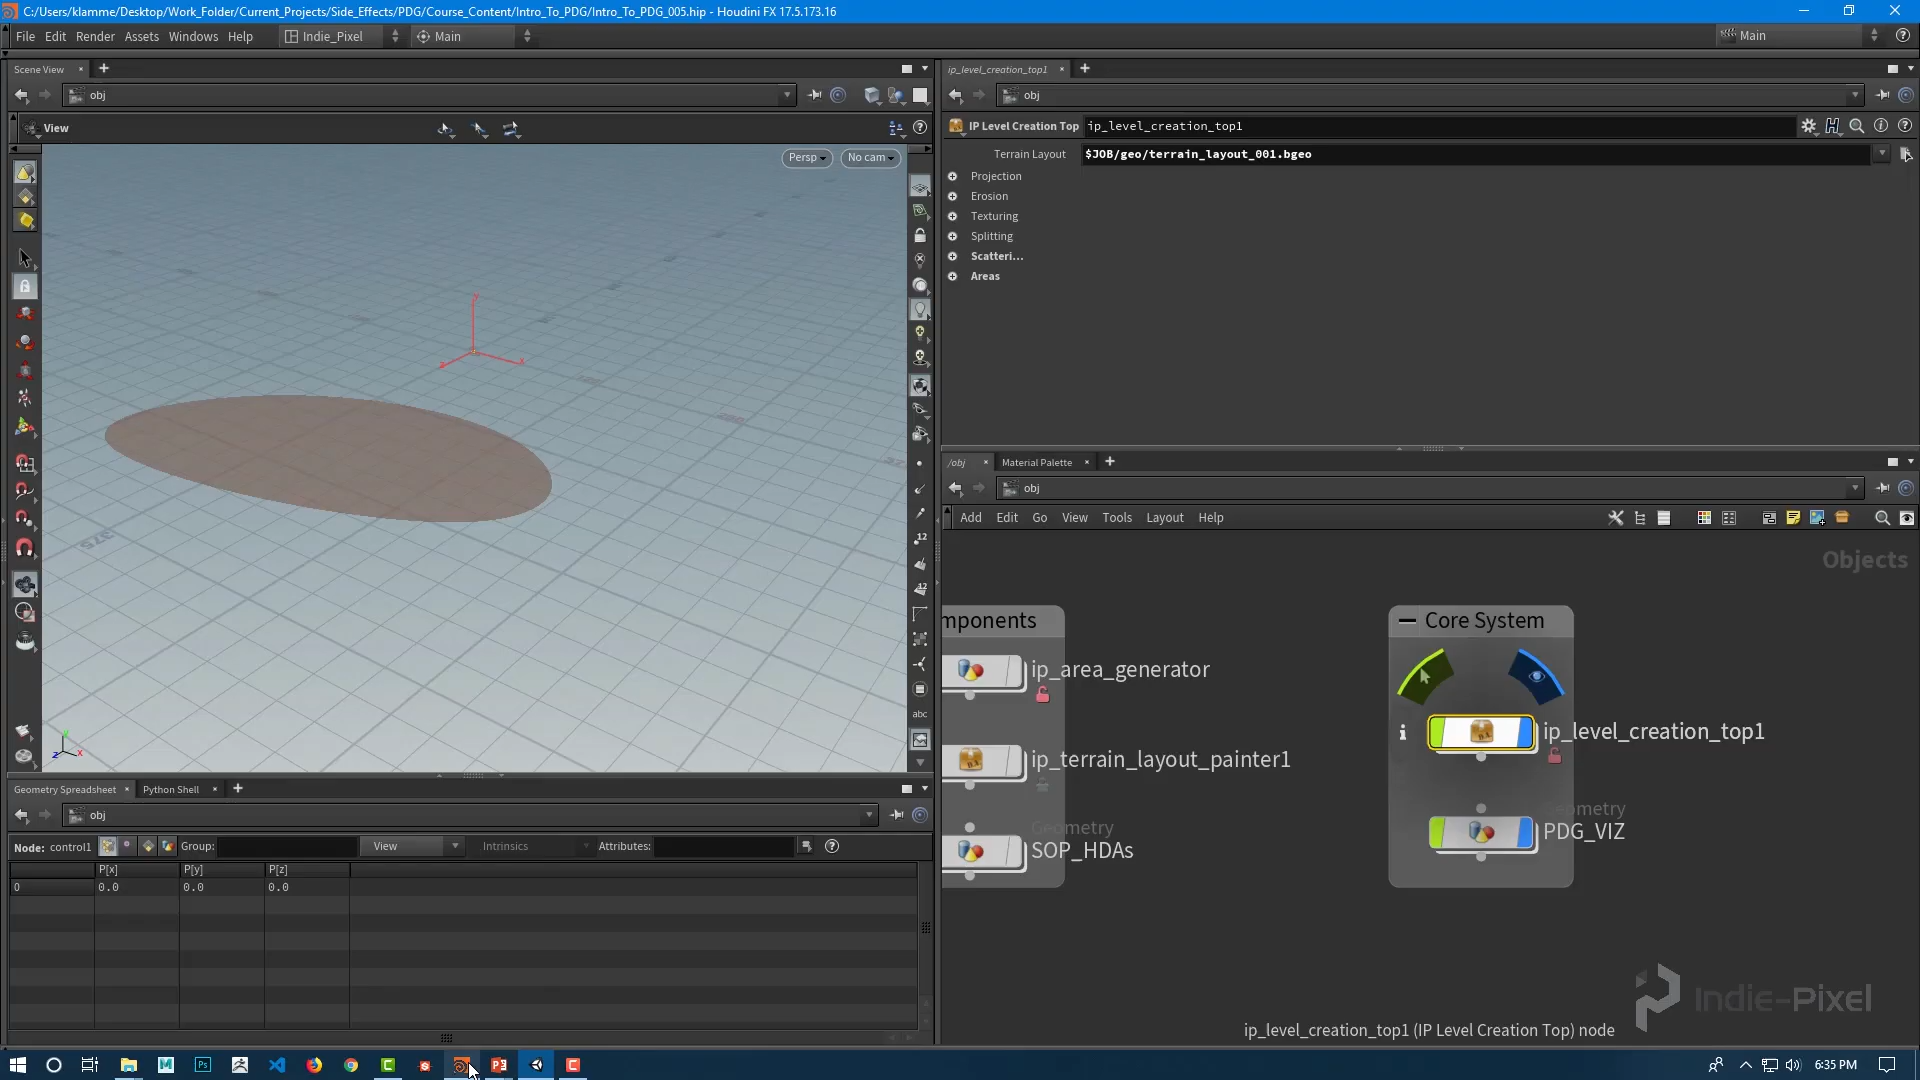 C:/Users/klamme/Desktop/Work_Folder/Current_Projects/Side_Effects/PDG/Course_Content/Intro_To_PDG/Intro_To_PDG_005.hip - Houdini FX 17.5.173.16
File Edit Render Assets Windows Help Indie_Pixel Main Main
Scene View
obj
View
Persp No cam
375
12
12
abc
y
x
z
y
x
z
Geometry Spreadsheet Python Shell
obj
Node: control1 Group: View Intrinsics Attributes:
P[x] P[y] P[z]
0 0.0 0.0 0.0
ip_level_creation_top1
obj
IP Level Creation Top ip_level_creation_top1
Terrain Layout $JOB/geo/terrain_layout_001.bgeo
Projection
Erosion
Texturing
Splitting
Scatteri...
Areas
/obj Material Palette
obj
Add Edit Go View Tools Layout Help
Objects
mponents
ip_area_generator
ip_terrain_layout_painter1
Geometry
SOP_HDAs
Core System
ip_level_creation_top1
Geometry
PDG_VIZ
Indie-Pixel
ip_level_creation_top1 (IP Level Creation Top) node
6:35 PM